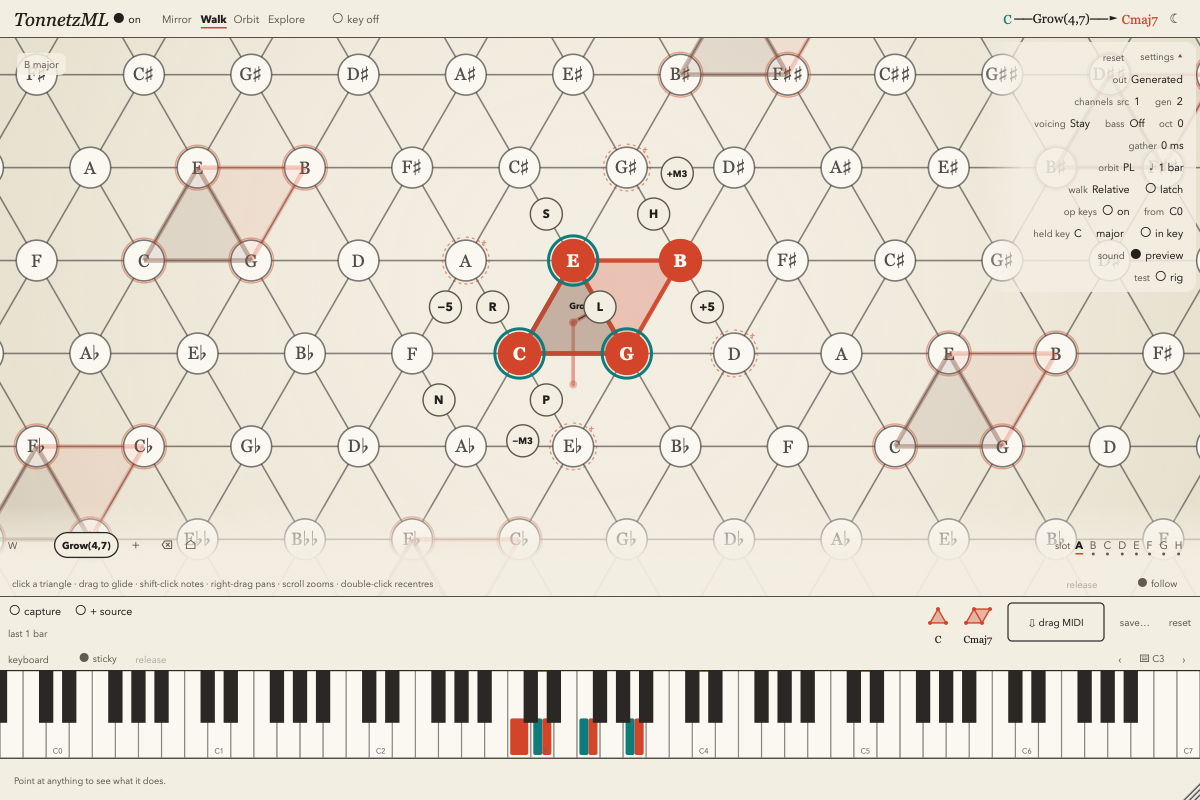 TonnetzML on Mirror Walk Orbit Explore key off C Grow(4,7) Cmaj7
B major
reset settings
out Generated
channels src 1 gen 2
voicing Stay bass Off oct 0
gather 0 ms
orbit PL 1 bar
walk Relative latch
op keys on from C0
held key C major in key
sound preview
test rig
C♯ G♯ D♯ A♯ E♯ B♯ F♯♯ C♯♯ G♯♯
A E B F♯ C♯ G♯ +M3 D♯ A♯ E♯ B♯
S H
F C G D A E B F♯ C♯ G♯
−5 R L +5
A♭ E♭ B♭ F C G D A E B F♯
N P
F♭ C♭ G♭ D♭ A♭ −M3 E♭ B♭ F C G D
E♭♭ B♭♭ F♭ C♭ G♭ D♭ A♭ E♭ B♭ F
W Grow(4,7) + slot A B C D E F G H
click a triangle · drag to glide · shift-click notes · right-drag pans · scroll zooms · double-click recentres release follow
capture + source
last 1 bar
C Cmaj7 drag MIDI save… reset
keyboard sticky release ‹ C3 ›
C0 C1 C2 C4 C5 C6 C7
Point at anything to see what it does.